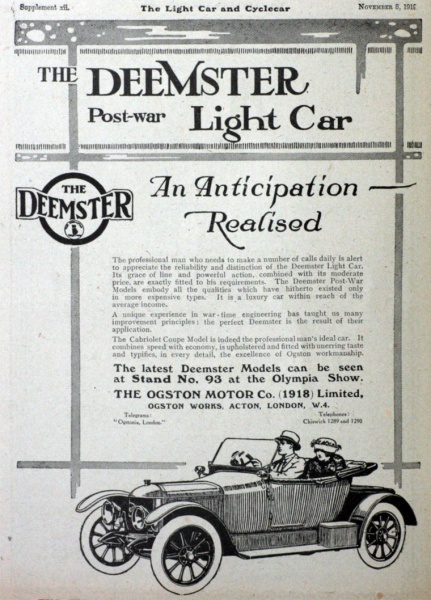 Supplement xii. The Light Car and Cyclecar November 8, 191
THE DEEMSTER
Post-war Light Car
THE
DEEMSTER
An Anticipation
Realised
The professional man who needs to make a number of calls daily is alert
to appreciate the reliability and distinction of the Deemster Light Car.
Its grace of line and powerful action, combined with its moderate
price, are exactly fitted to his requirements. The Deemster Post-War
Models embody all the qualities which have hitherto existed only
in more expensive types. It is a luxury car within reach of the
average income.
A unique experience in war-time engineering has taught us many
improvement principles: the perfect Deemster is the result of their
application.
The Cabriolet Coupe Model is indeed the professional man's ideal car. It
combines speed with economy, is upholstered and fitted with unerring taste
and typifies, in every detail, the excellence of Ogston workmanship.
The latest Deemster Models can be seen
at Stand No. 93 at the Olympia Show.
THE OGSTON MOTOR Co. (1918) Limited,
OGSTON WORKS, ACTON, LONDON, W.4.
Telegrams:
"Ogstonia, London."
Telephones:
Chiswick 1289 and 1290